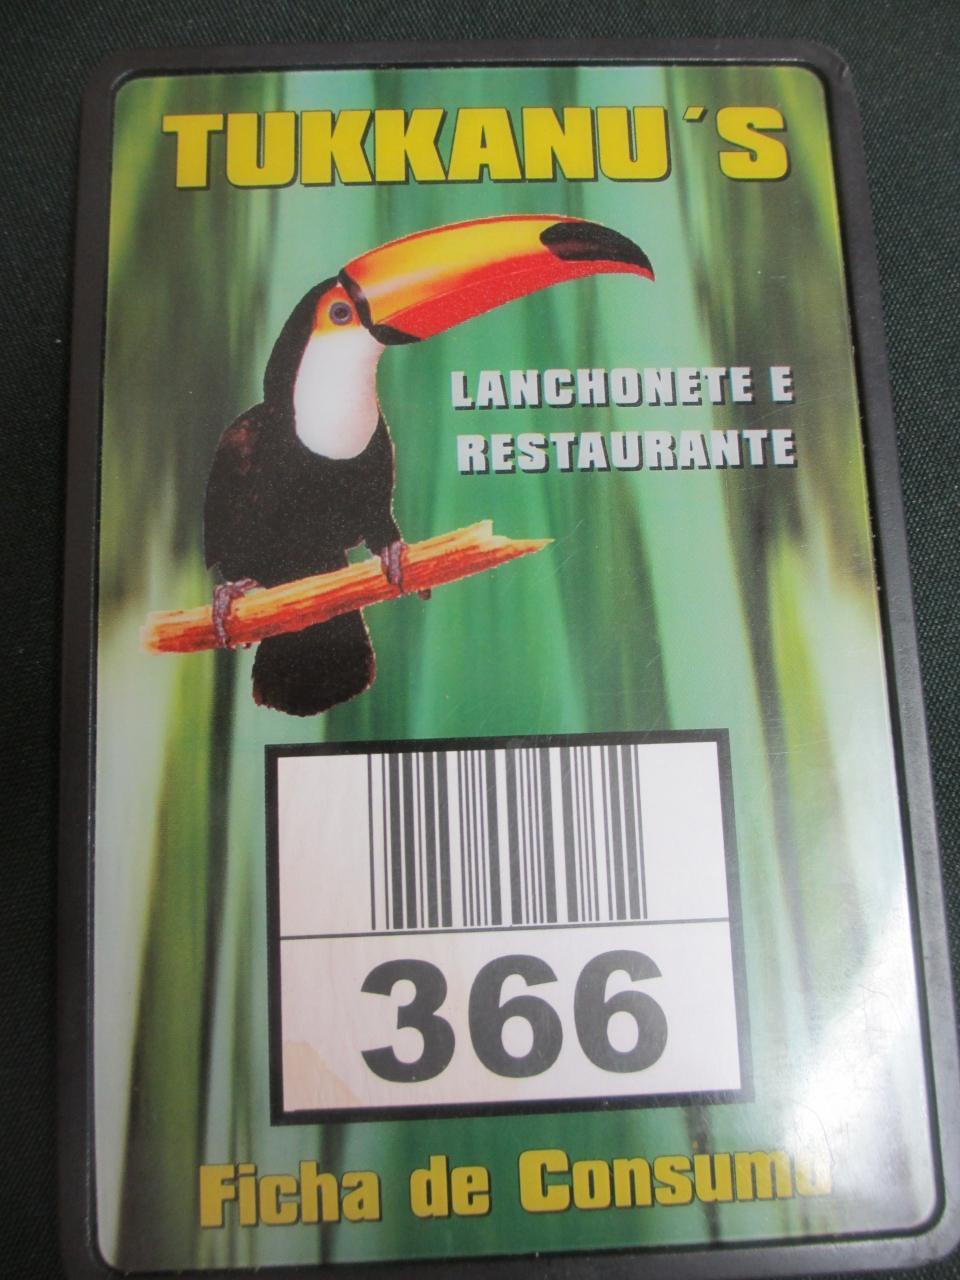 TUKKANU´S
LANCHONETE E
RESTAURANTE
366
Ficha de Consumo